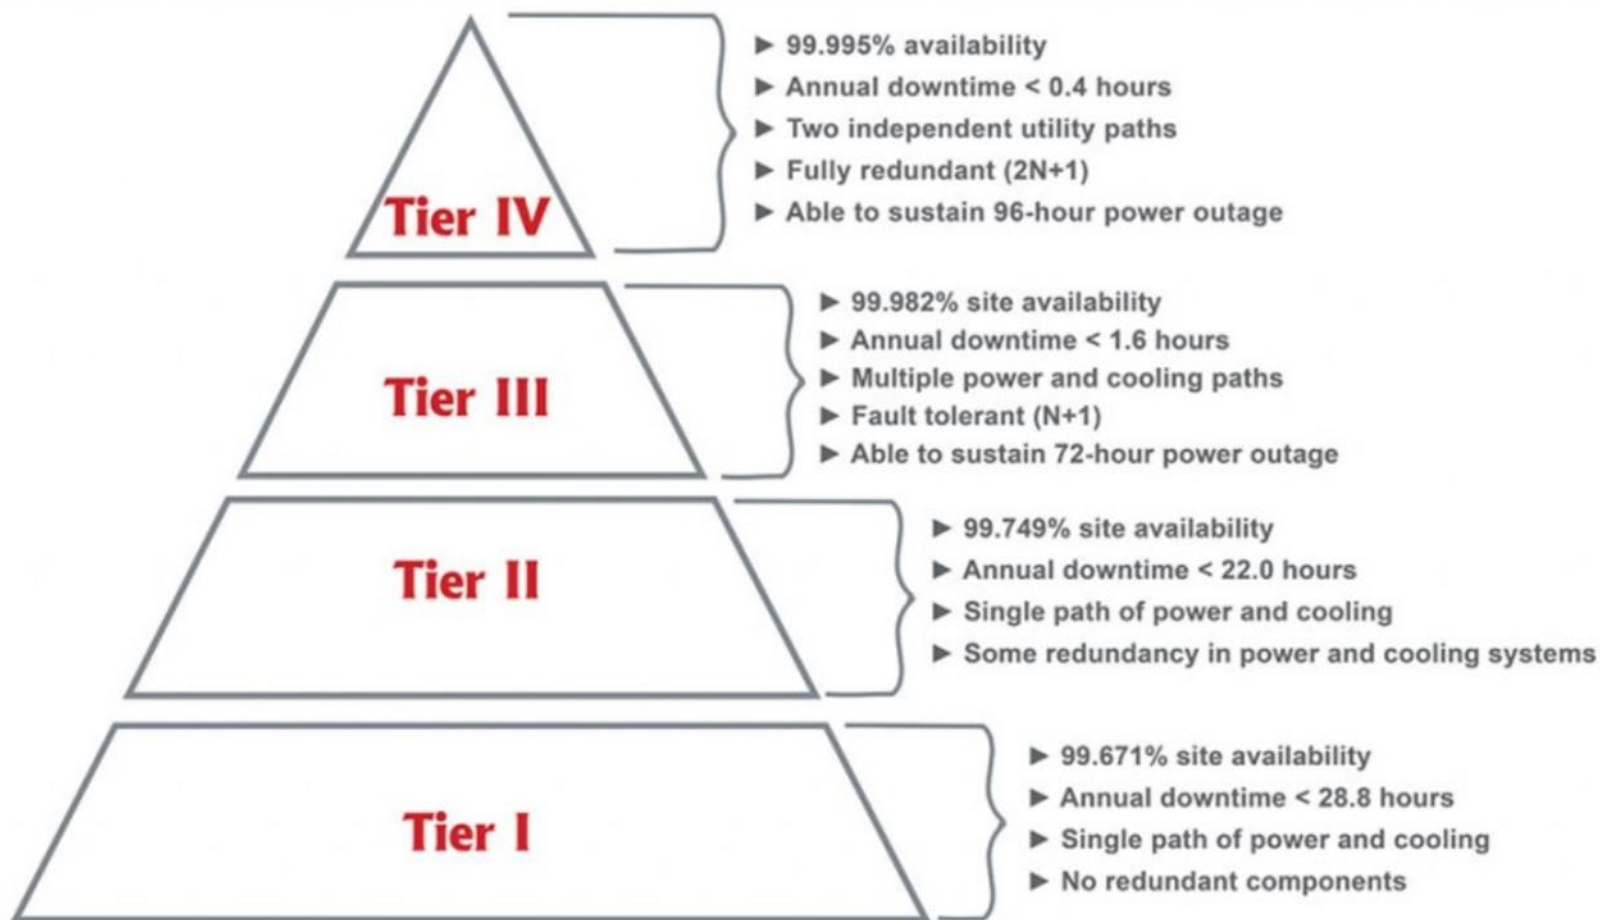 ► 99.995% availability
► Annual downtime < 0.4 hours
► Two independent utility paths
► Fully redundant (2N+1)
► Able to sustain 96-hour power outage
Tier IV
► 99.982% site availability
► Annual downtime < 1.6 hours
► Multiple power and cooling paths
► Fault tolerant (N+1)
► Able to sustain 72-hour power outage
Tier III
► 99.749% site availability
► Annual downtime < 22.0 hours
► Single path of power and cooling
► Some redundancy in power and cooling systems
Tier II
► 99.671% site availability
► Annual downtime < 28.8 hours
► Single path of power and cooling
► No redundant components
Tier I